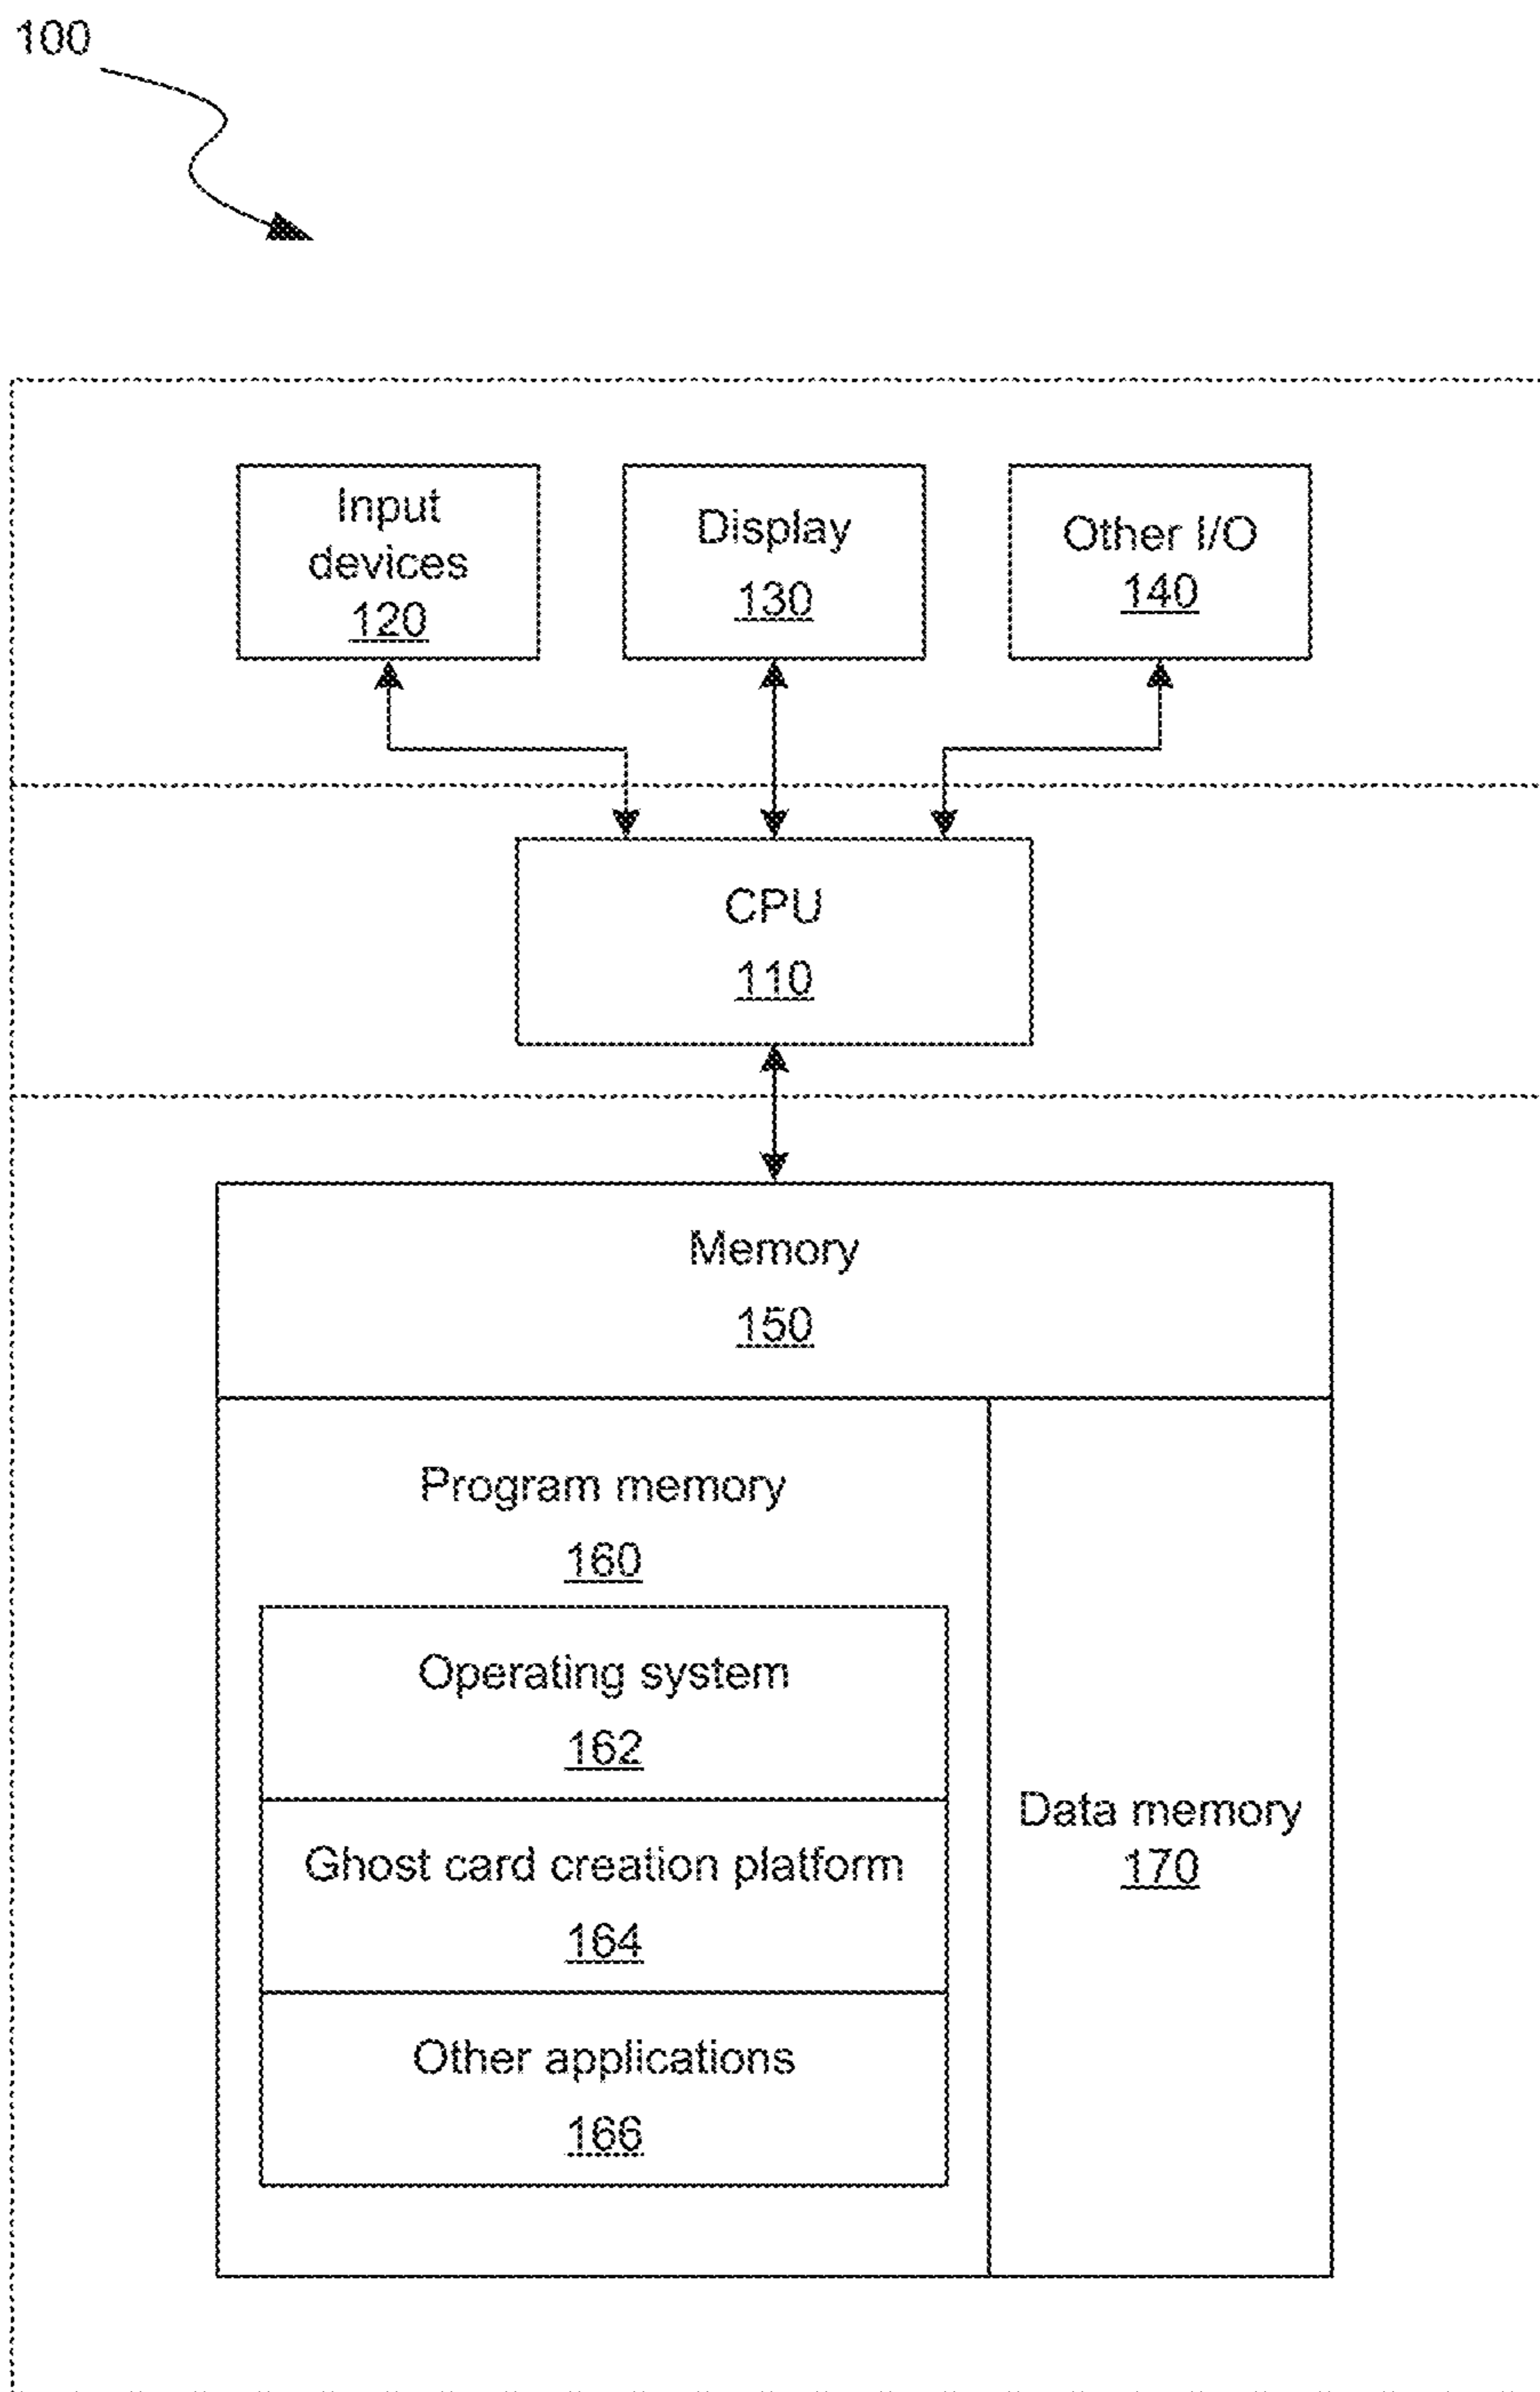 100
Input
devices
120
Display
130
Other I/O
140
CPU
110
Memory
150
Program memory
160
Operating system
162
Ghost card creation platform
164
Other applications
166
Data memory
170